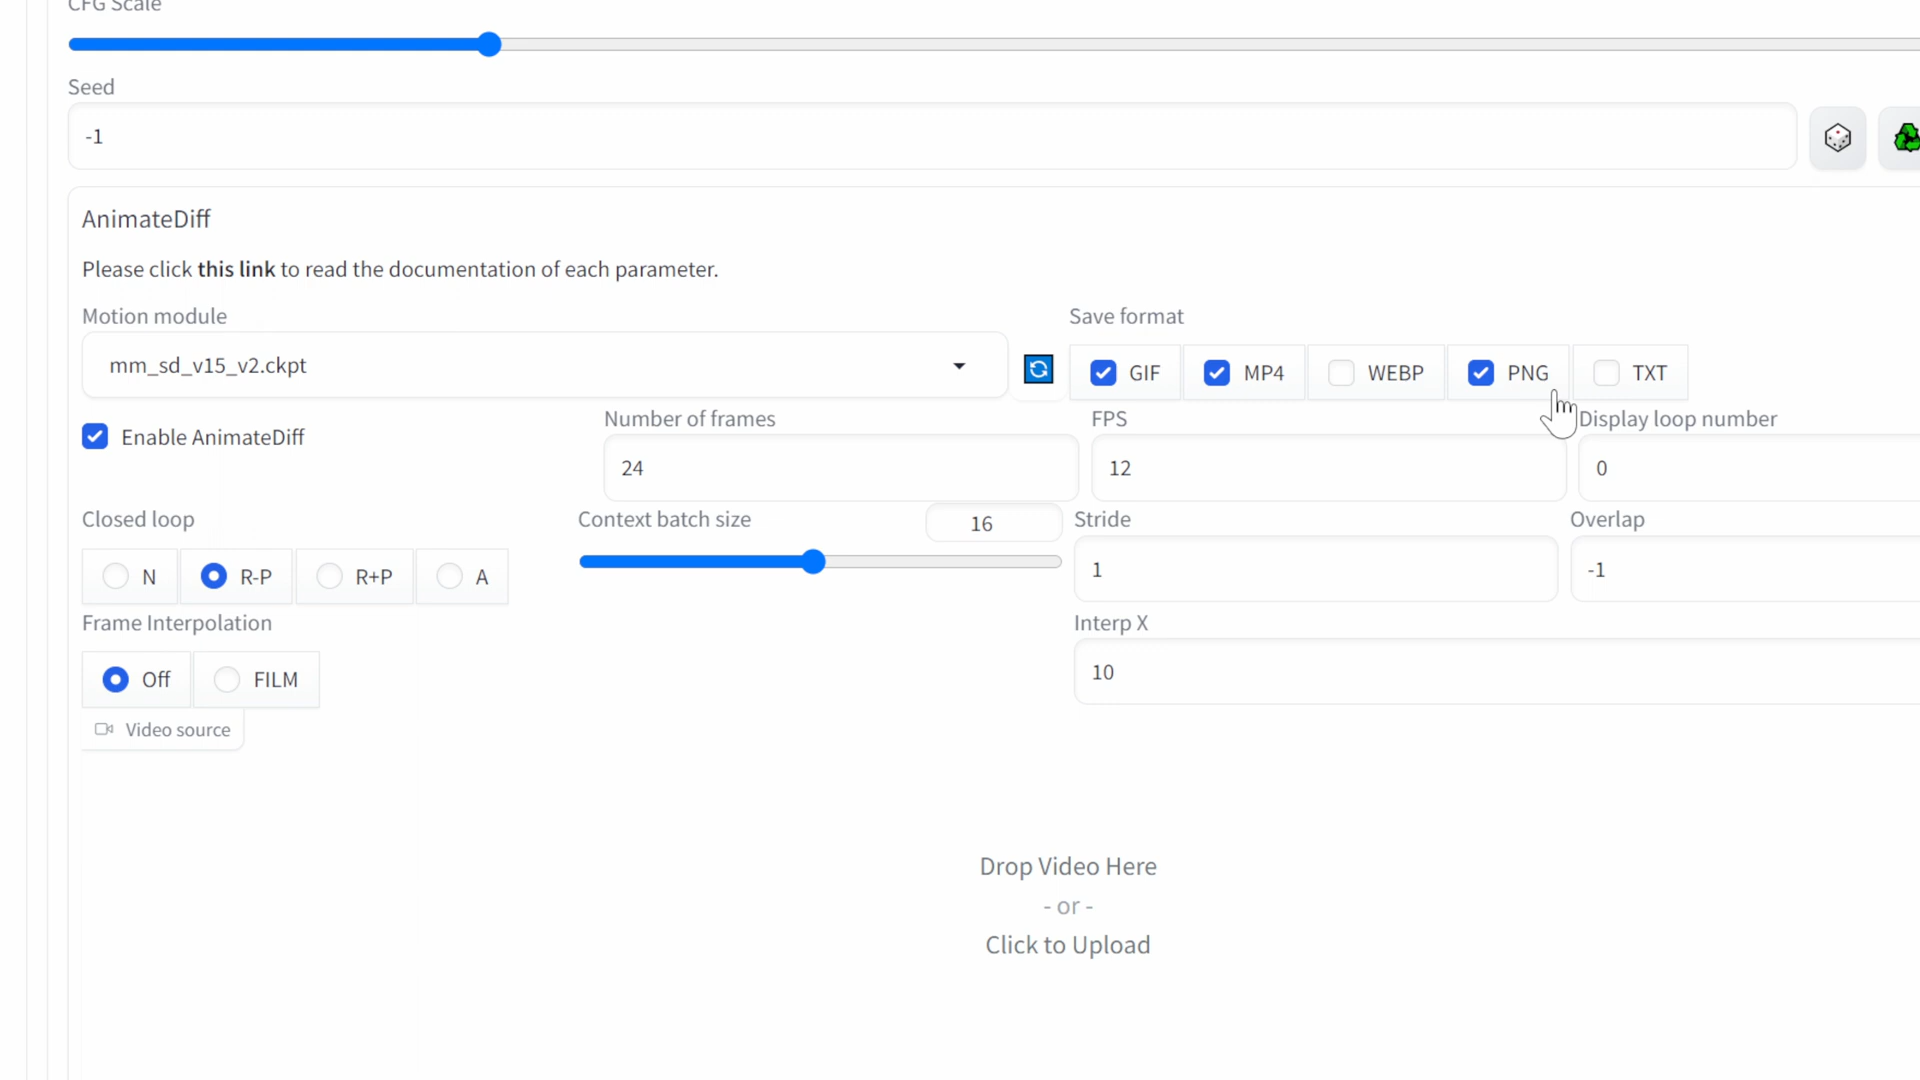 CFG Scale
Seed
-1
AnimateDiff
Please click this link to read the documentation of each parameter.
Motion module
Save format
mm_sd_v15_v2.ckpt
GIF
MP4
WEBP
PNG
TXT
Enable AnimateDiff
Number of frames
24
FPS
12
Display loop number
0
Closed loop
N
R-P
R+P
A
Context batch size
16
Stride
1
Overlap
-1
Frame Interpolation
Off
FILM
Interp X
10
Video source
Drop Video Here
- or -
Click to Upload